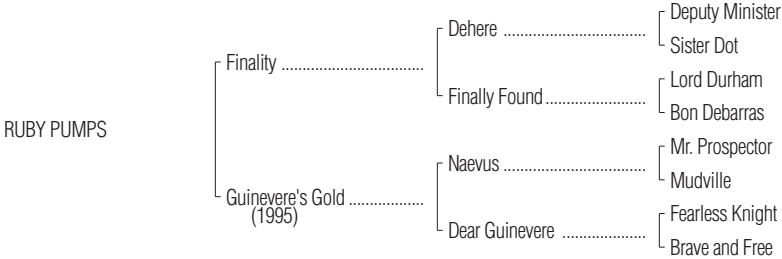 Deputy Minister
Dehere ................................
Sister Dot
Finality ................................
Lord Durham
Finally Found .......................
Bon Debarras
RUBY PUMPS
Mr. Prospector
Naevus ................................
Mudville
Guinevere's Gold .................
(1995)
Fearless Knight
Dear Guinevere ...................
Brave and Free